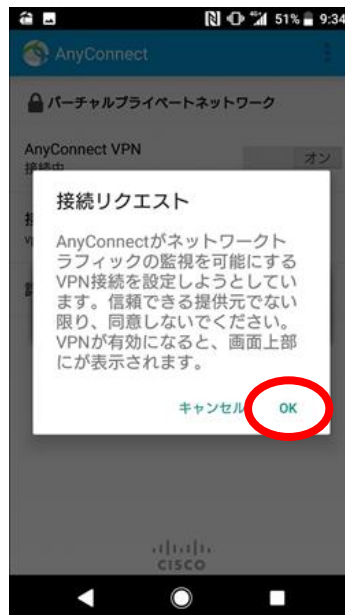 51% 9:34
AnyConnect
バーチャルプライベートネットワーク
AnyConnect VPN
接続中
オン
接続リクエスト
AnyConnectがネットワークト
ラフィックの監視を可能にする
VPN接続を設定しようとしてい
ます。信頼できる提供元でない
限り、同意しないでください。
VPNが有効になると、画面上部
にが表示されます。
キャンセル OK
CISCO